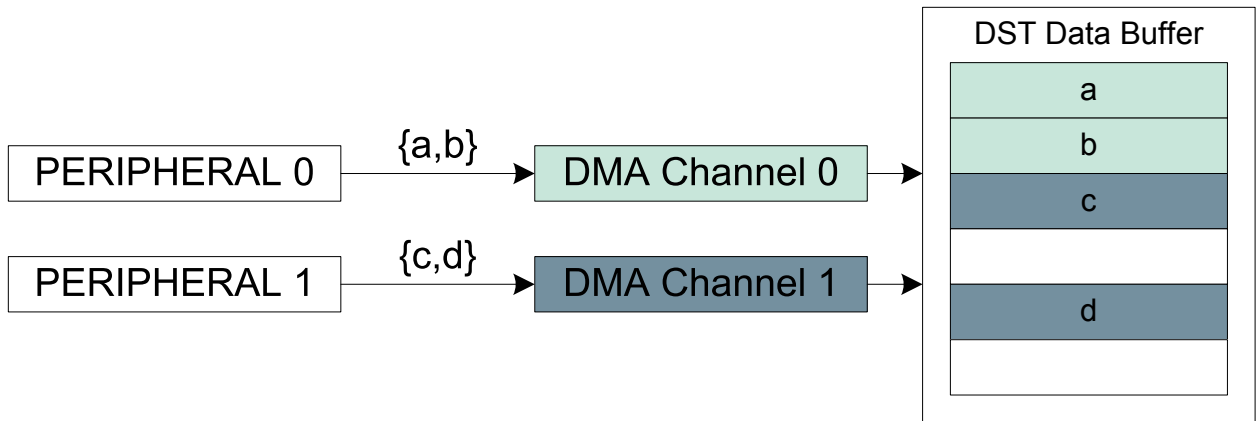 DST Data Buffer
a
b
{a,b}
PERIPHERAL 0
DMA Channel 0
c
{c,d}
PERIPHERAL 1
DMA Channel 1
d